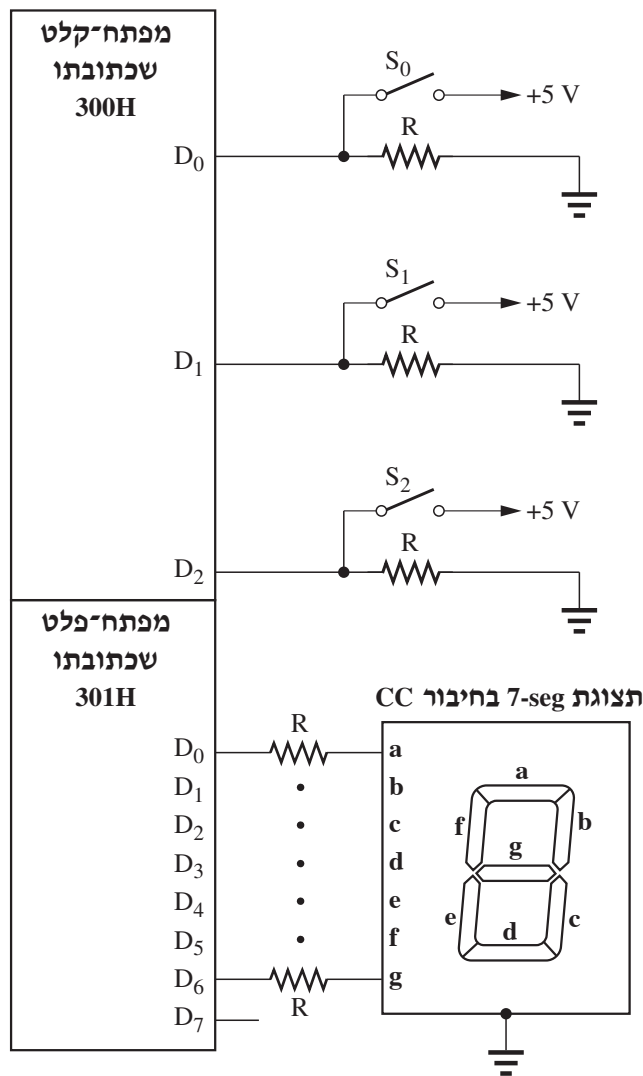 מפתח־קלט
שכתובתו
300H
S₀
+5 V
R
D₀
S₁
+5 V
R
D₁
S₂
+5 V
R
D₂
מפתח־פלט
שכתובתו
301H
תצוגת 7-seg בחיבור CC
D₀ R a
D₁ b
D₂ c
D₃ d
D₄ e
D₅ f
D₆ R g
D₇
a
f b
g
e d c